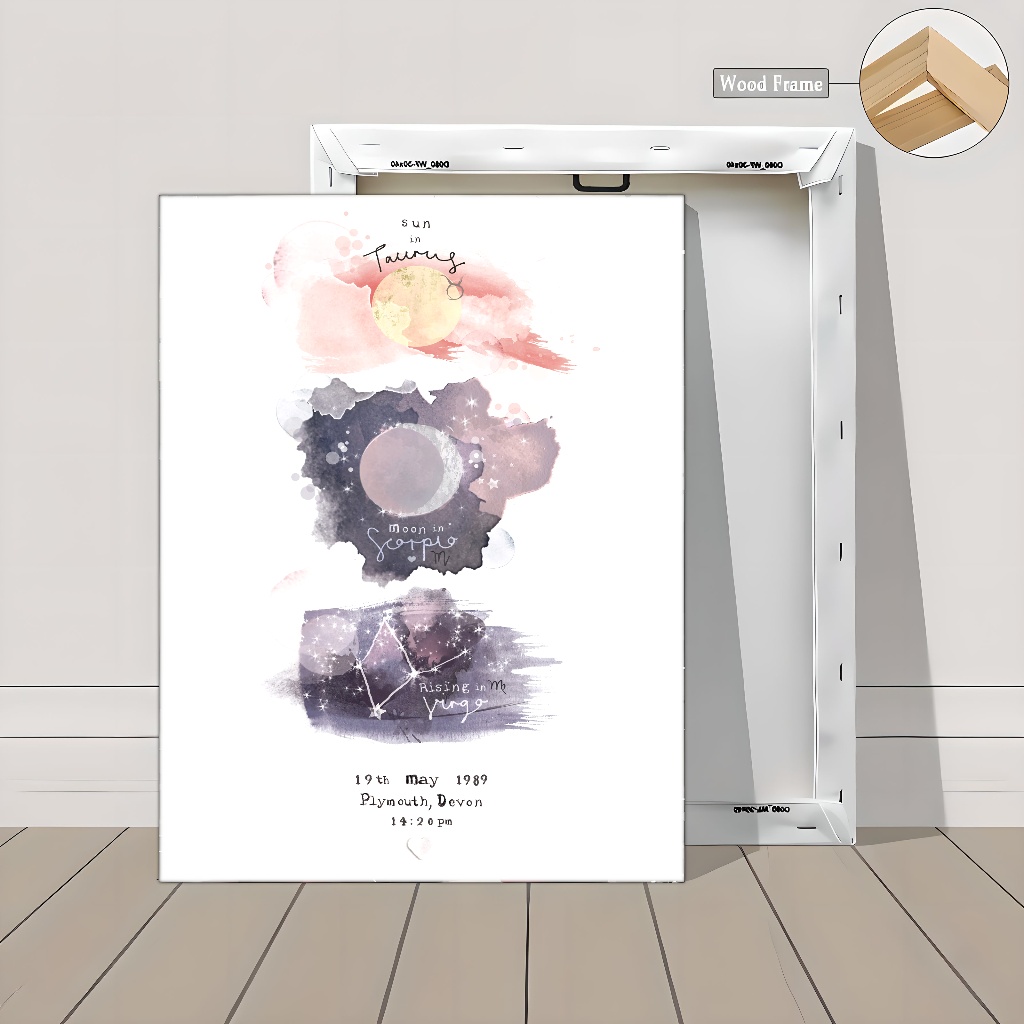 Wood Frame
sun
in
Taurus
moon in
Scorpio
Rising in
Virgo
19th may 1989
Plymouth, Devon
14:20pm